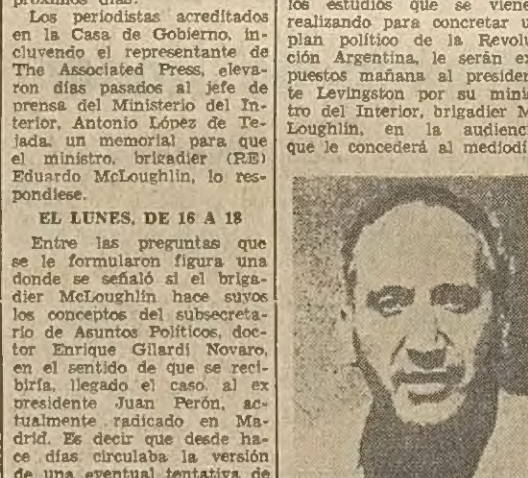 próximos días.
Los periodistas acreditados
en la Casa de Gobierno, in-
cluyendo el representante de
The Associated Press, eleva-
ron días pasados al jefe de
prensa del Ministerio del In-
terior, Antonio López de Te-
jada, un memorial para que
el ministro, brigadier (RE)
Eduardo McLoughlin, lo res-
pondiese.
EL LUNES, DE 16 A 18
Entre las preguntas que
se le formularon figura una
donde se señaló si el briga-
dier McLoughlin hace suyos
los conceptos del subsecreta-
rio de Asuntos Políticos, doc-
tor Enrique Gilardi Novaro,
en el sentido de que se reci-
biría, llegado el caso, al ex
presidente Juan Perón, ac-
tualmente radicado en Ma-
drid. Es decir que desde ha-
ce días circulaba la versión
de una eventual tentativa de
los estudios que se viene
realizando para concretar
plan político de la Revolu
ción Argentina, le serán ex
puestos mañana al presiden
te Levingston por su minis
tro del Interior, brigadier M
Loughlin, en la audienci
que le concederá al mediodí